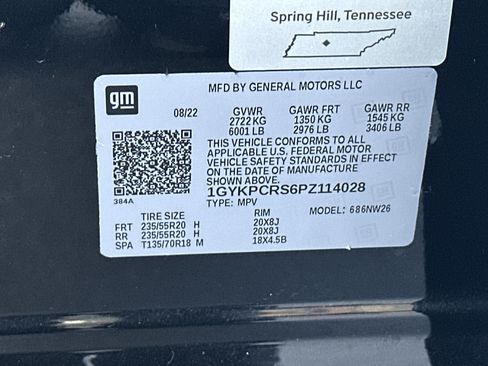 Spring Hill, Tennessee
gm
MFD BY GENERAL MOTORS LLC
08/22 GVWR GAWR FRT GAWR RR
2722 KG 1350 KG 1545 KG
6001 LB 2976 LB 3406 LB
THIS VEHICLE CONFORMS TO ALL
APPLICABLE U.S. FEDERAL MOTOR
VEHICLE SAFETY STANDARDS IN EFFECT
ON THE DATE OF MANUFACTURE
SHOWN ABOVE.
1GYKPCRS6PZ114028
384A TYPE: MPV MODEL: 686NW26
TIRE SIZE RIM
FRT 235/55R20 H 20X8J
RR 235/55R20 H 20X8J
SPA T135/70R18 M 18X4.5B